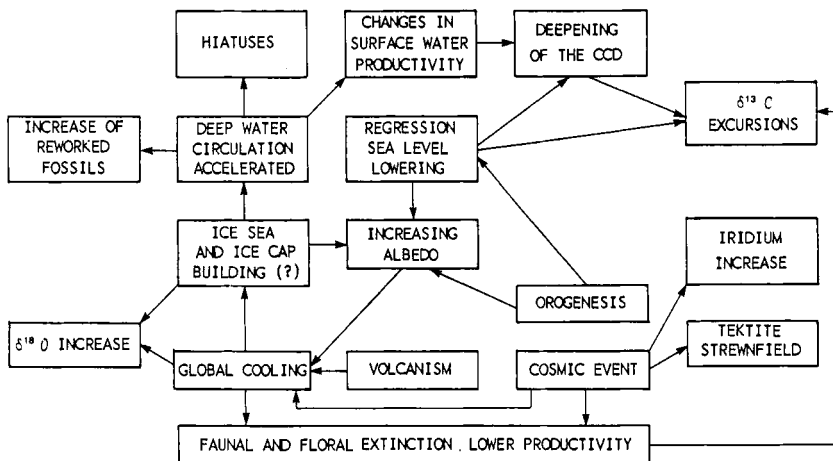 HIATUSES
CHANGES IN
SURFACE WATER
PRODUCTIVITY
DEEPENING
OF THE CCD
δ¹³ C
EXCURSIONS
INCREASE OF
REWORKED
FOSSILS
DEEP WATER
CIRCULATION
ACCELERATED
REGRESSION
SEA LEVEL
LOWERING
ICE SEA
AND ICE CAP
BUILDING (?)
INCREASING
ALBEDO
IRIDIUM
INCREASE
OROGENESIS
δ¹⁸ O INCREASE
GLOBAL COOLING
VOLCANISM
COSMIC EVENT
TEKTITE
STREWNFIELD
FAUNAL AND FLORAL EXTINCTION . LOWER PRODUCTIVITY